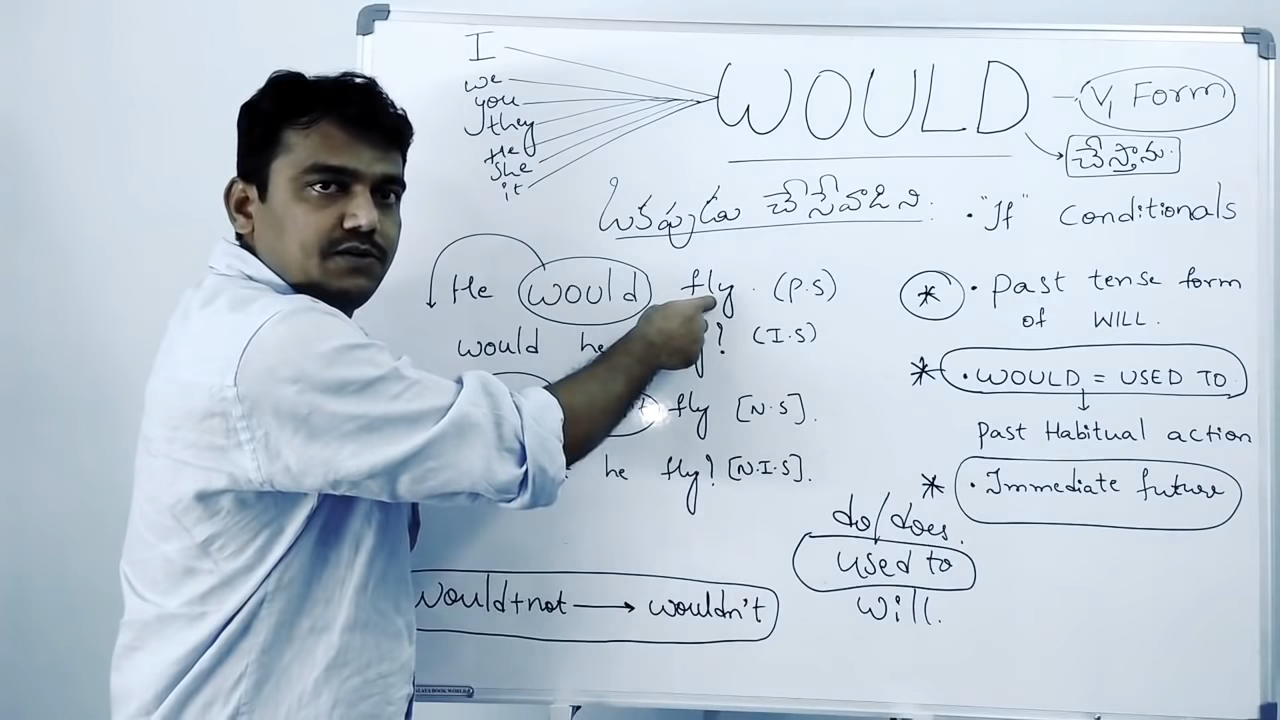 I
we
you
they
He
she
it
WOULD – V1 Form
చేస్తాను.
ఒకప్పుడు చేసేవాడిని:
• "If" conditionals
He would fly. (P.S)
would he ? (I.S)
fly [N.S].
he fly? [N.I.S].
* • Past tense form
of WILL.
* • WOULD = USED TO.
Past Habitual action
* • Immediate future
do/does.
used to
will.
would+not → wouldn't